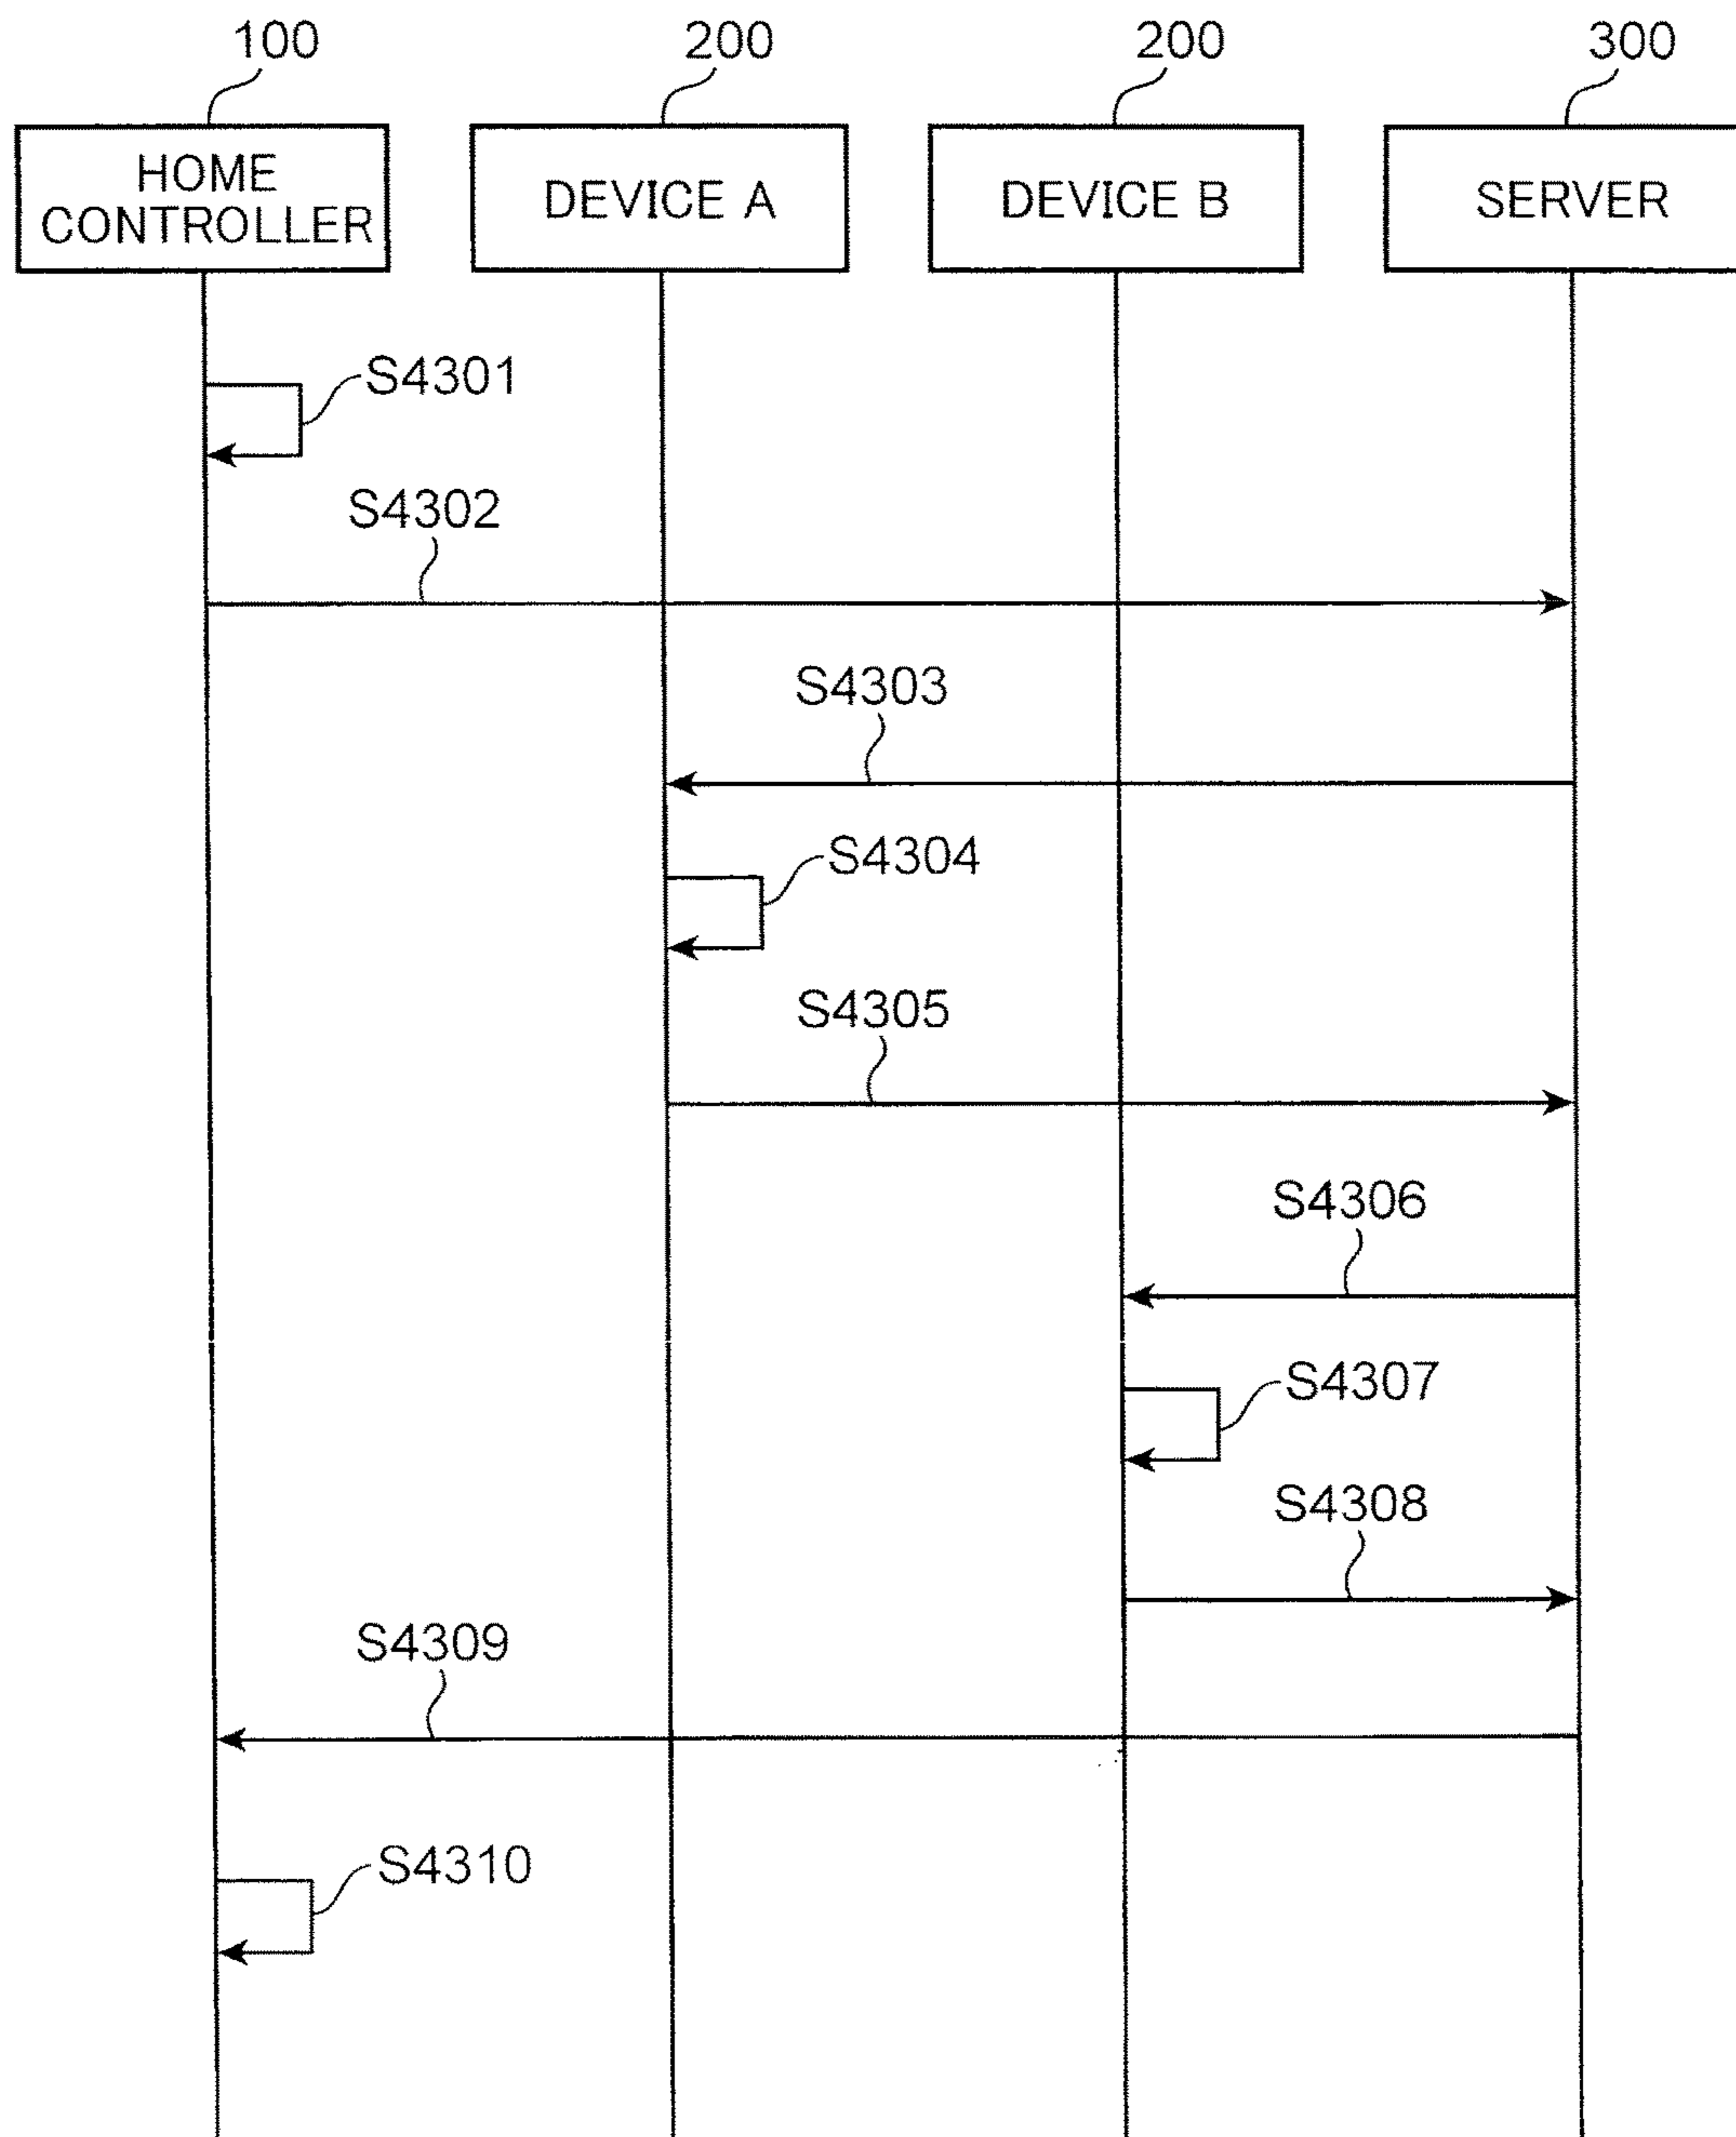 100
200
200
300
HOME
CONTROLLER
DEVICE A
DEVICE B
SERVER
S4301
S4302
S4303
S4304
S4305
S4306
S4307
S4308
S4309
S4310